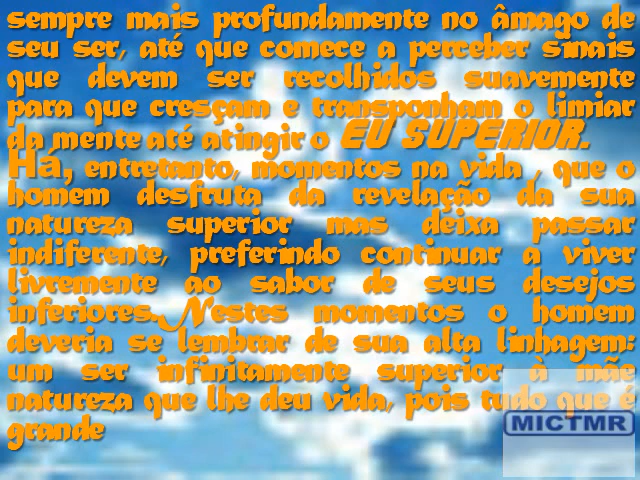 sempre mais profundamente no âmago de
seu ser, até que comece a perceber sinais
que devem ser recolhidos suavemente
para que cresçam e transponham o limiar
da mente até atingir o EU SUPERIOR.
Há, entretanto, momentos na vida , que o
homem desfruta da revelação da sua
natureza superior mas deixa passar
indiferente, preferindo continuar a viver
livremente ao sabor de seus desejos
inferiores. Nestes momentos o homem
deveria se lembrar de sua alta linhagem:
um ser infinitamente superior à mãe
natureza que lhe deu vida, pois tudo que é
grande
MICTMR